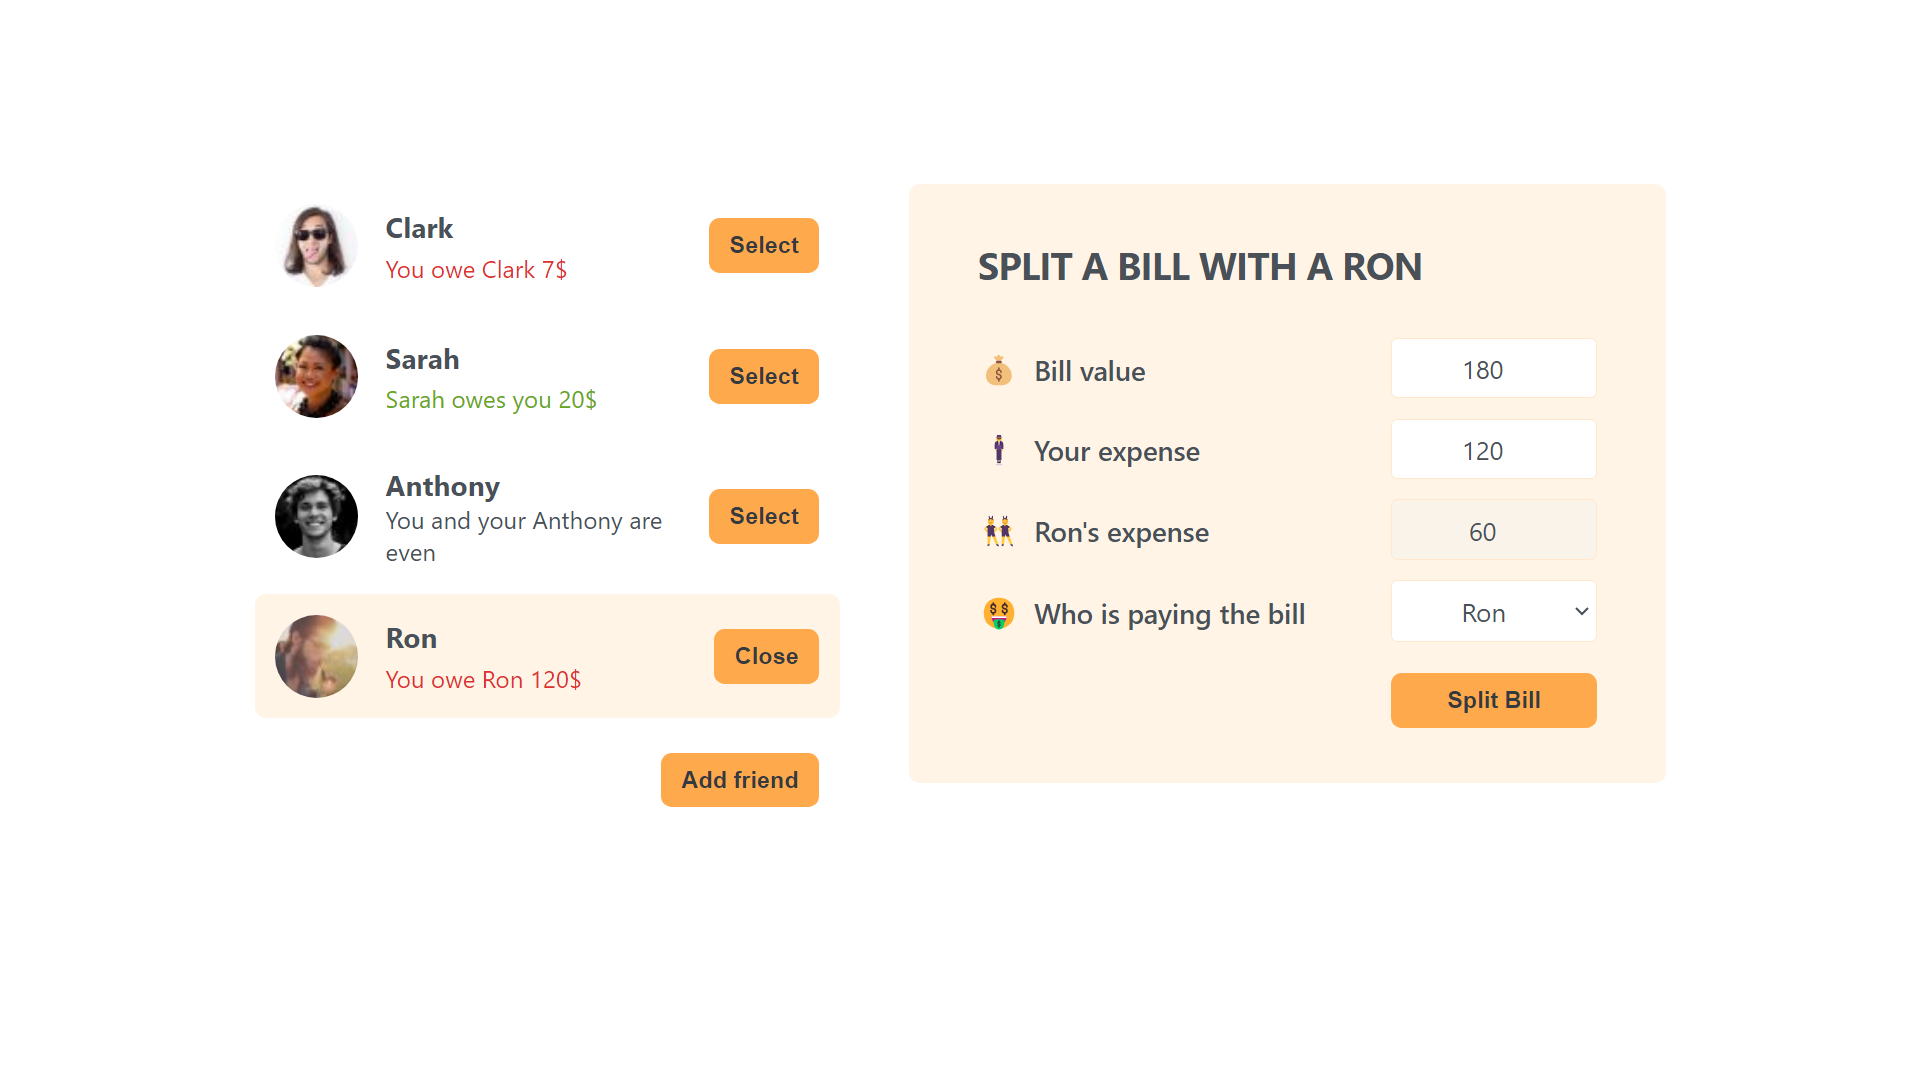 Clark
You owe Clark 7$
Select
Sarah
Sarah owes you 20$
Select
Anthony
You and your Anthony are
even
Select
Ron
You owe Ron 120$
Close
Add friend
SPLIT A BILL WITH A RON
Bill value
180
Your expense
120
Ron's expense
60
Who is paying the bill
Ron
Split Bill